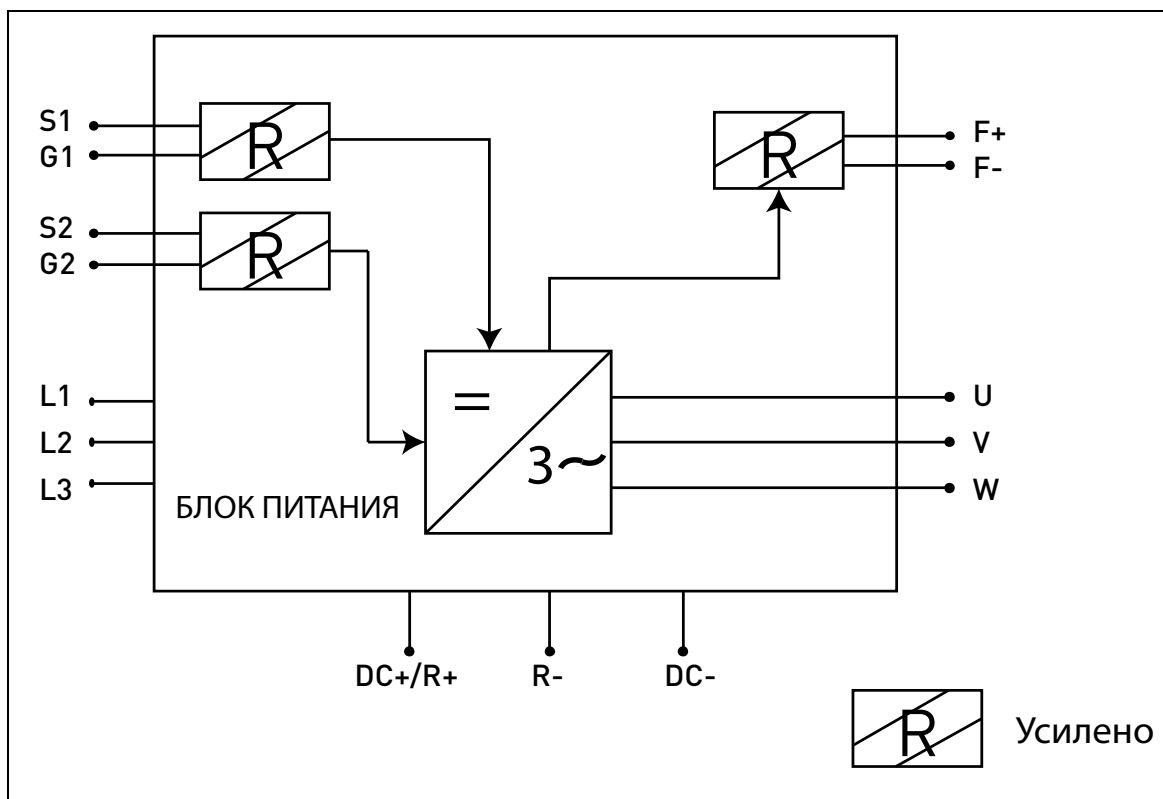 S1
G1
R
F+
F-
R
S2
G2
R
L1
L2
L3
=
3~
U
V
W
БЛОК ПИТАНИЯ
DC+/R+
R-
DC-
R
Усилено